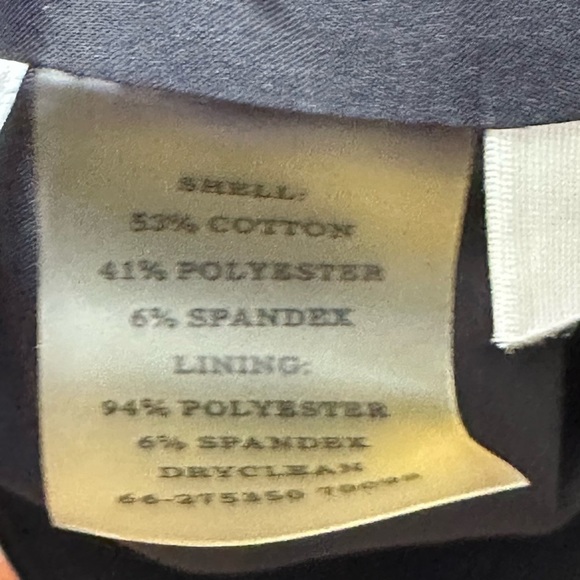 SHELL:
53% COTTON
41% POLYESTER
6% SPANDEX
LINING:
94% POLYESTER
6% SPANDEX
DRYCLEAN
66-275350